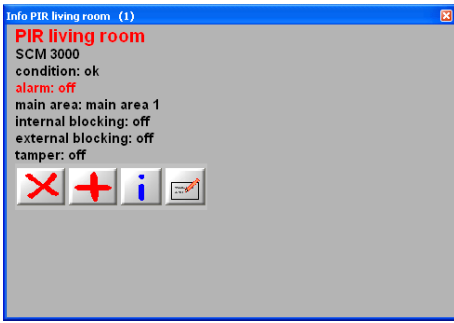 Info PIR living room (1)
PIR living room
SCM 3000
condition: ok
alarm: off
main area: main area 1
internal blocking: off
external blocking: off
tamper: off